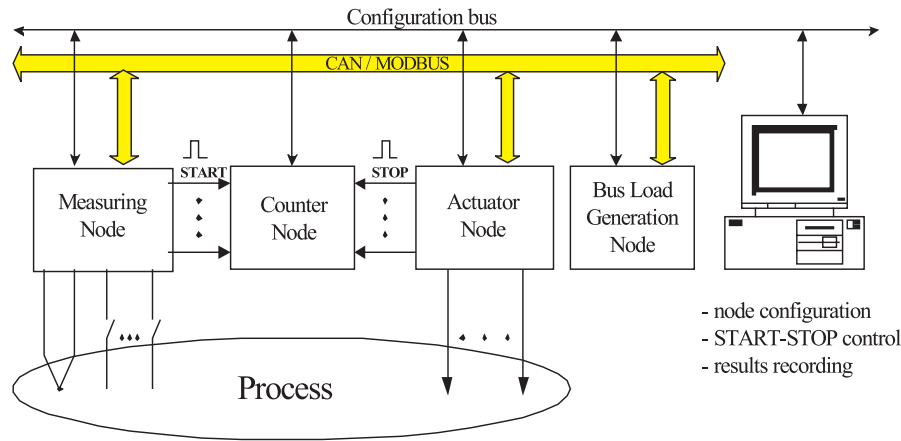 Configuration bus
CAN / MODBUS
START
STOP
Measuring
Node
Counter
Node
Actuator
Node
Bus Load
Generation
Node
- node configuration
- START-STOP control
- results recording
Process